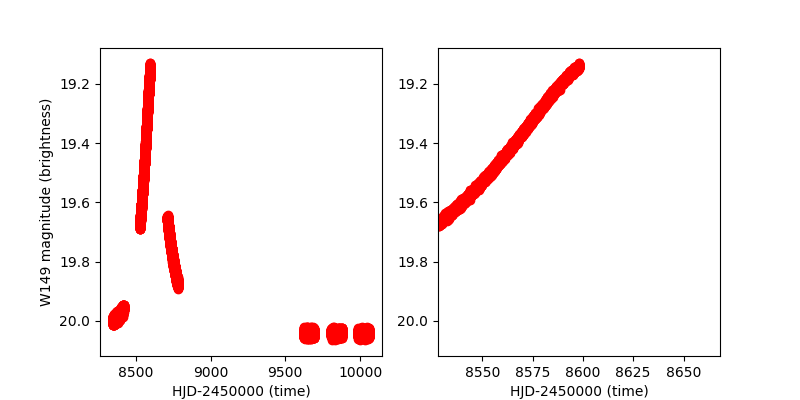 19.2
19.4
19.6
19.8
20.0
W149 magnitude (brightness)
8500 9000 9500 10000
HJD-2450000 (time)
19.2
19.4
19.6
19.8
20.0
8550 8575 8600 8625 8650
HJD-2450000 (time)